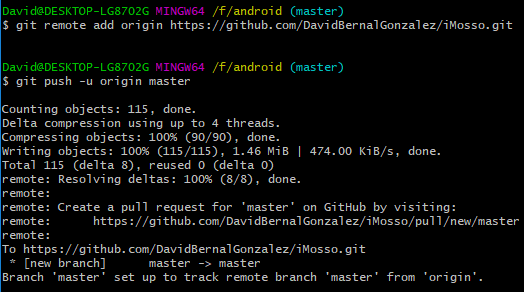 David@DESKTOP-LG87O2G MINGW64 /f/android (master)
$ git remote add origin https://github.com/DavidBernalGonzalez/iMosso.git
David@DESKTOP-LG87O2G MINGW64 /f/android (master)
$ git push -u origin master
Counting objects: 115, done.
Delta compression using up to 4 threads.
Compressing objects: 100% (90/90), done.
Writing objects: 100% (115/115), 1.46 MiB | 474.00 KiB/s, done.
Total 115 (delta 8), reused 0 (delta 0)
remote: Resolving deltas: 100% (8/8), done.
remote:
remote: Create a pull request for 'master' on GitHub by visiting:
remote:      https://github.com/DavidBernalGonzalez/iMosso/pull/new/master
remote:
To https://github.com/DavidBernalGonzalez/iMosso.git
 * [new branch]      master -> master
Branch 'master' set up to track remote branch 'master' from 'origin'.